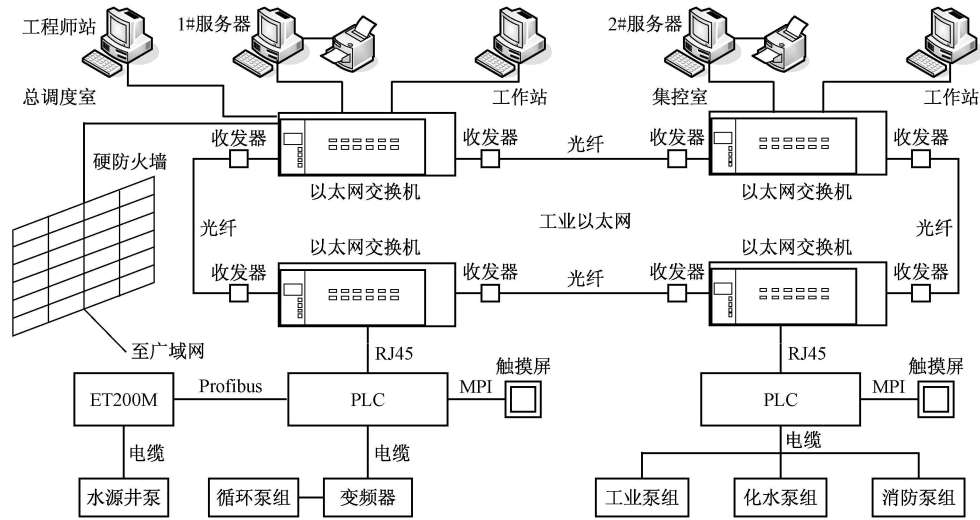 工程师站
1#服务器
2#服务器
总调度室
工作站
集控室
工作站
硬防火墙
收发器
收发器
光纤
收发器
收发器
以太网交换机
以太网交换机
光纤
工业以太网
光纤
以太网交换机
以太网交换机
收发器
收发器
光纤
收发器
收发器
至广域网
RJ45
RJ45
触摸屏
触摸屏
ET200M
Profibus
PLC
MPI
PLC
MPI
电缆
电缆
电缆
水源井泵
循环泵组
变频器
工业泵组
化水泵组
消防泵组